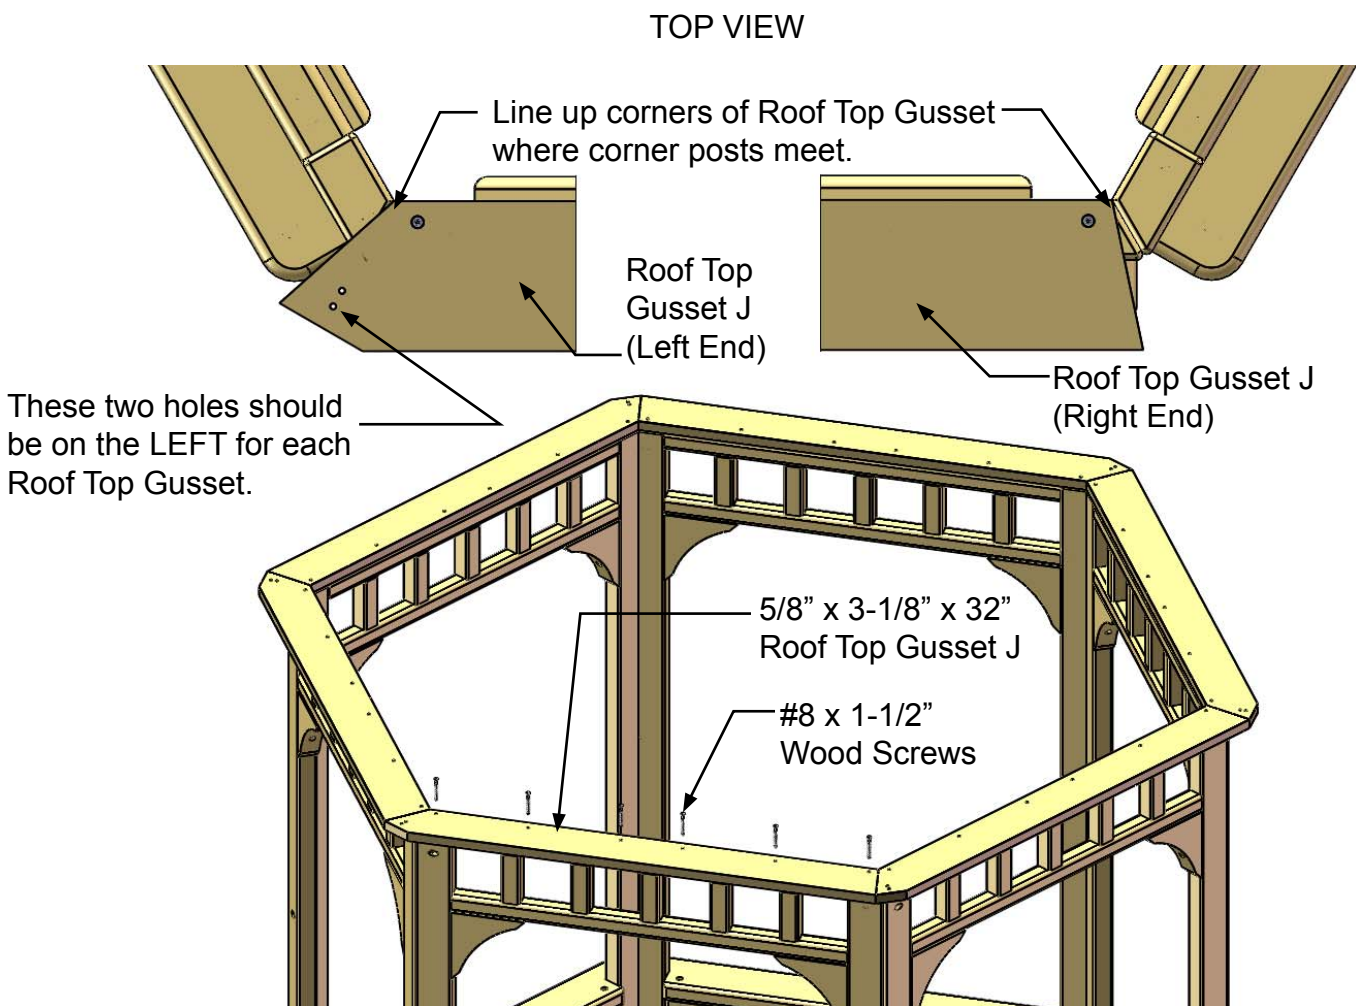 TOP VIEW
Line up corners of Roof Top Gusset
where corner posts meet.
Roof Top
Gusset J
(Left End)
Roof Top Gusset J
(Right End)
These two holes should
be on the LEFT for each
Roof Top Gusset.
5/8” x 3-1/8” x 32”
Roof Top Gusset J
#8 x 1-1/2”
Wood Screws